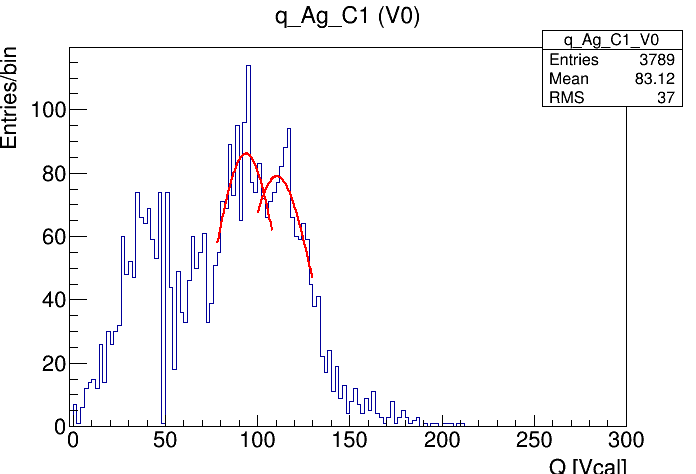 q_Ag_C1 (V0)
q_Ag_C1_V0
Entries 3789
Mean 83.12
RMS 37
Entries/bin
100
80
60
40
20
0
0 50 100 150 200 250 300
Q [Vcal]